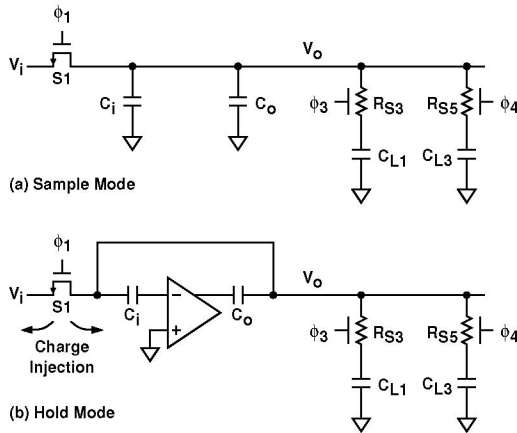 ϕ1
Vi
S1
Ci
Co
Vo
ϕ3
RS3
CL1
RS5
ϕ4
CL3
(a) Sample Mode
ϕ1
Vi
S1
Charge
Injection
Ci
−
+
Co
Vo
ϕ3
RS3
CL1
RS5
ϕ4
CL3
(b) Hold Mode